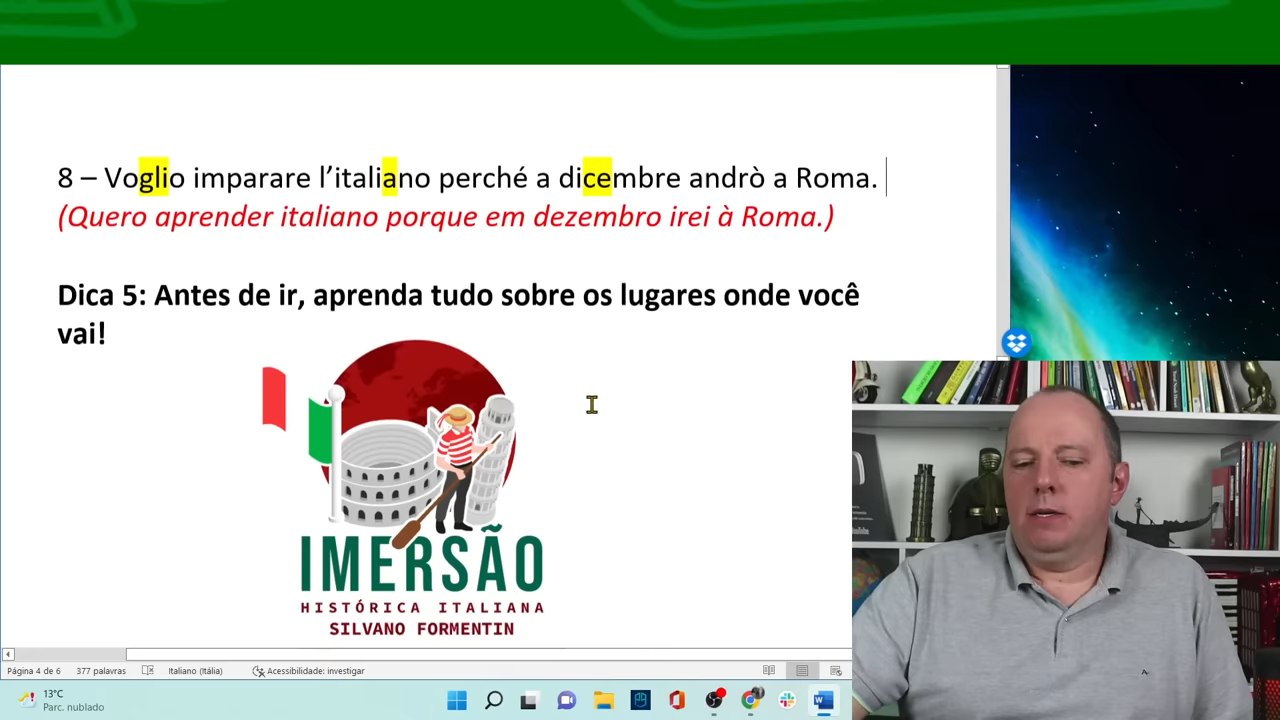 8 – Voglio imparare l’italiano perché a dicembre andrò a Roma.
(Quero aprender italiano porque em dezembro irei à Roma.)
Dica 5: Antes de ir, aprenda tudo sobre os lugares onde você
vai!
IMERSÃO
HISTÓRICA ITALIANA
SILVANO FORMENTIN
Página 4 de 6 377 palavras Italiano (Itália) Acessibilidade: investigar
13°C
Parc. nublado